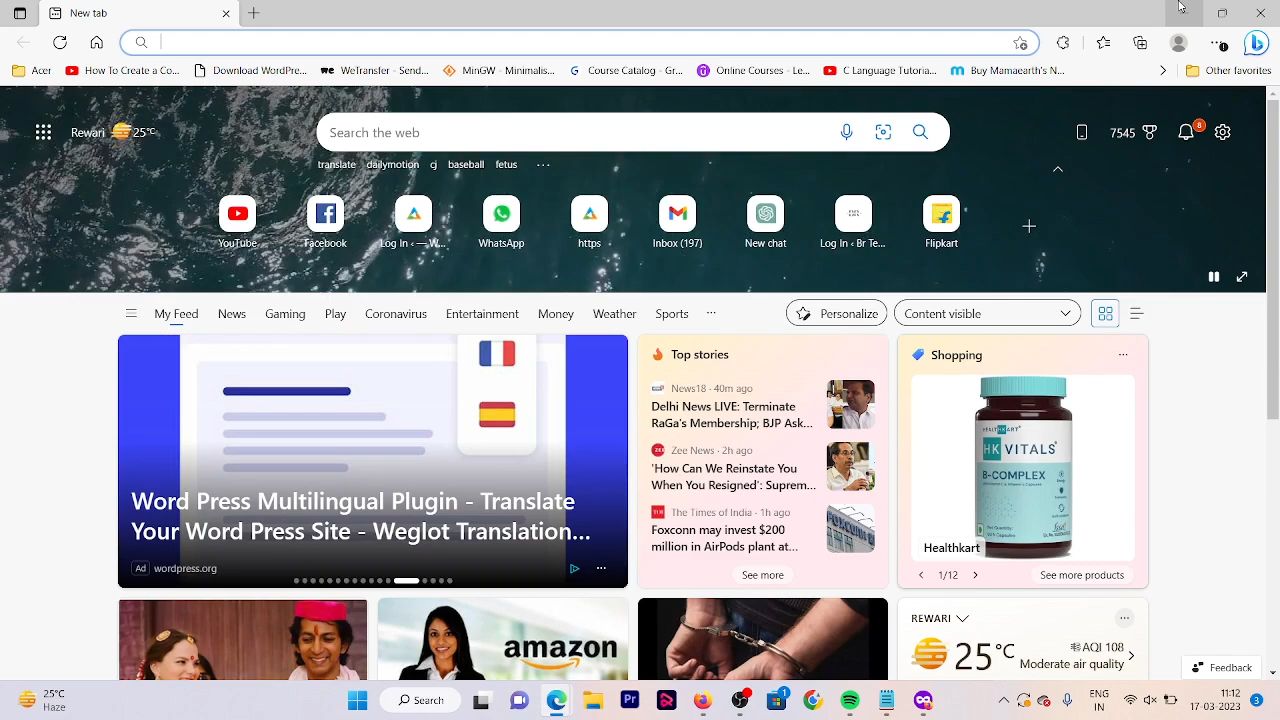 New tab
Acer
How To Create a Co...
Download WordPr...
WeTransfer - Send...
MinGW - Minimalis...
Course Catalog - Gr...
Online Courses - Le...
C Language Tutoria...
Buy Mamaearth's N...
Other favorites
Rewari 25°C
Search the web
7545
8
translate dailymotion cj baseball fetus ...
YouTube
Facebook
Log In ‹ — W...
WhatsApp
https
Inbox (197)
New chat
Log In ‹ Br Te...
Flipkart
My Feed
News
Gaming
Play
Coronavirus
Entertainment
Money
Weather
Sports
...
Personalize
Content visible
Word Press Multilingual Plugin - Translate
Your Word Press Site - Weglot Translation...
Ad wordpress.org
Top stories
News18 · 40m ago
Delhi News LIVE: Terminate
RaGa's Membership; BJP Ask...
Zee News · 2h ago
'How Can We Reinstate You
When You Resigned': Suprem...
The Times of India · 1h ago
Foxconn may invest $200
million in AirPods plant at...
See more
Shopping
HEALTHKART
HK VITALS
B-COMPLEX
Healthkart
1/12
See more products
amazon
REWARI
25°C
AQI 108
Moderate air quality
Feedback
25°C
Haze
Search
Pr
1
ENG
IN
11:12
17-03-2023
3